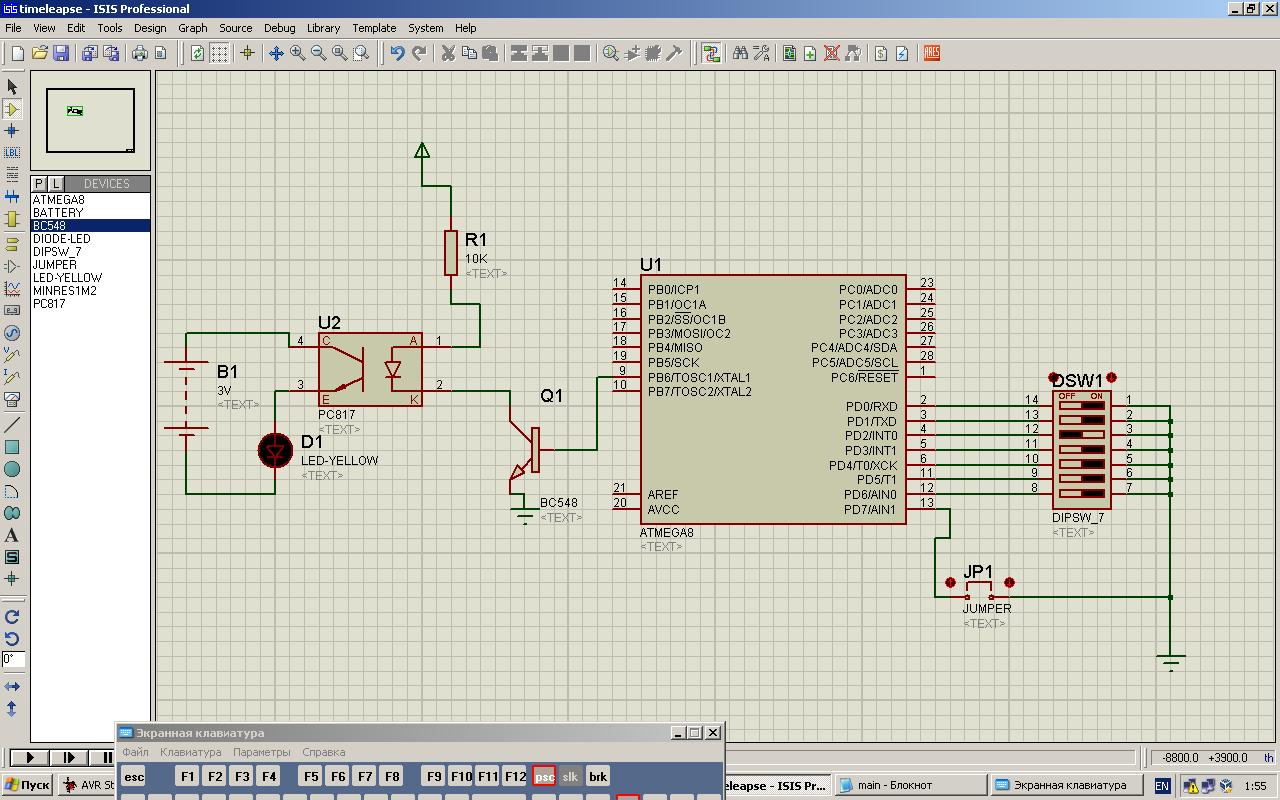 timeleapse - ISIS Professional
File View Edit Tools Design Graph Source Debug Library Template System Help
LBL
ARES
P L DEVICES
ATMEGA8
BATTERY
BC548
DIODE-LED
DIPSW_7
JUMPER
LED-YELLOW
MINRES1M2
PC817
A
S
0°
R1
10K
<TEXT>
U2
4 C A 1
3 E K 2
PC817
<TEXT>
B1
3V
<TEXT>
D1
LED-YELLOW
<TEXT>
Q1
BC548
<TEXT>
U1
14 PB0/ICP1 PC0/ADC0 23
15 PB1/OC1A PC1/ADC1 24
16 PB2/SS/OC1B PC2/ADC2 25
17 PB3/MOSI/OC2 PC3/ADC3 26
18 PB4/MISO PC4/ADC4/SDA 27
19 PB5/SCK PC5/ADC5/SCL 28
9 PB6/TOSC1/XTAL1 PC6/RESET 1
10 PB7/TOSC2/XTAL2
PD0/RXD 2
PD1/TXD 3
PD2/INT0 4
PD3/INT1 5
PD4/T0/XCK 6
PD5/T1 11
21 AREF PD6/AIN0 12
20 AVCC PD7/AIN1 13
ATMEGA8
<TEXT>
DSW1
OFF ON
14 1
13 2
12 3
11 4
10 5
9 6
8 7
DIPSW_7
<TEXT>
JP1
JUMPER
<TEXT>
Экранная клавиатура
Файл Клавиатура Параметры Справка
esc F1 F2 F3 F4 F5 F6 F7 F8 F9 F10 F11 F12 psc slk brk
-8800.0 +3900.0 th
Пуск AVR St eleapse - ISIS Pr... main - Блокнот Экранная клавиатура EN 1:55